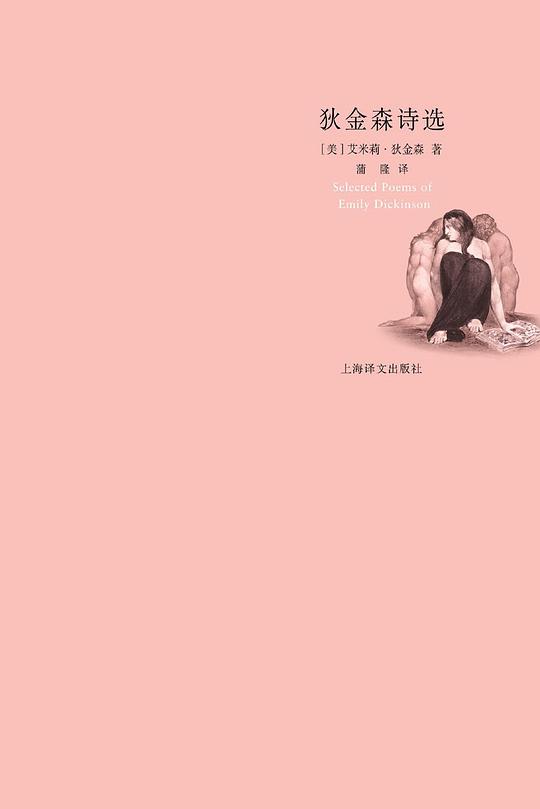 狄金森诗选
[美] 艾米莉·狄金森 著
蒲 隆 译
Selected Poems of
Emily Dickinson
上海译文出版社